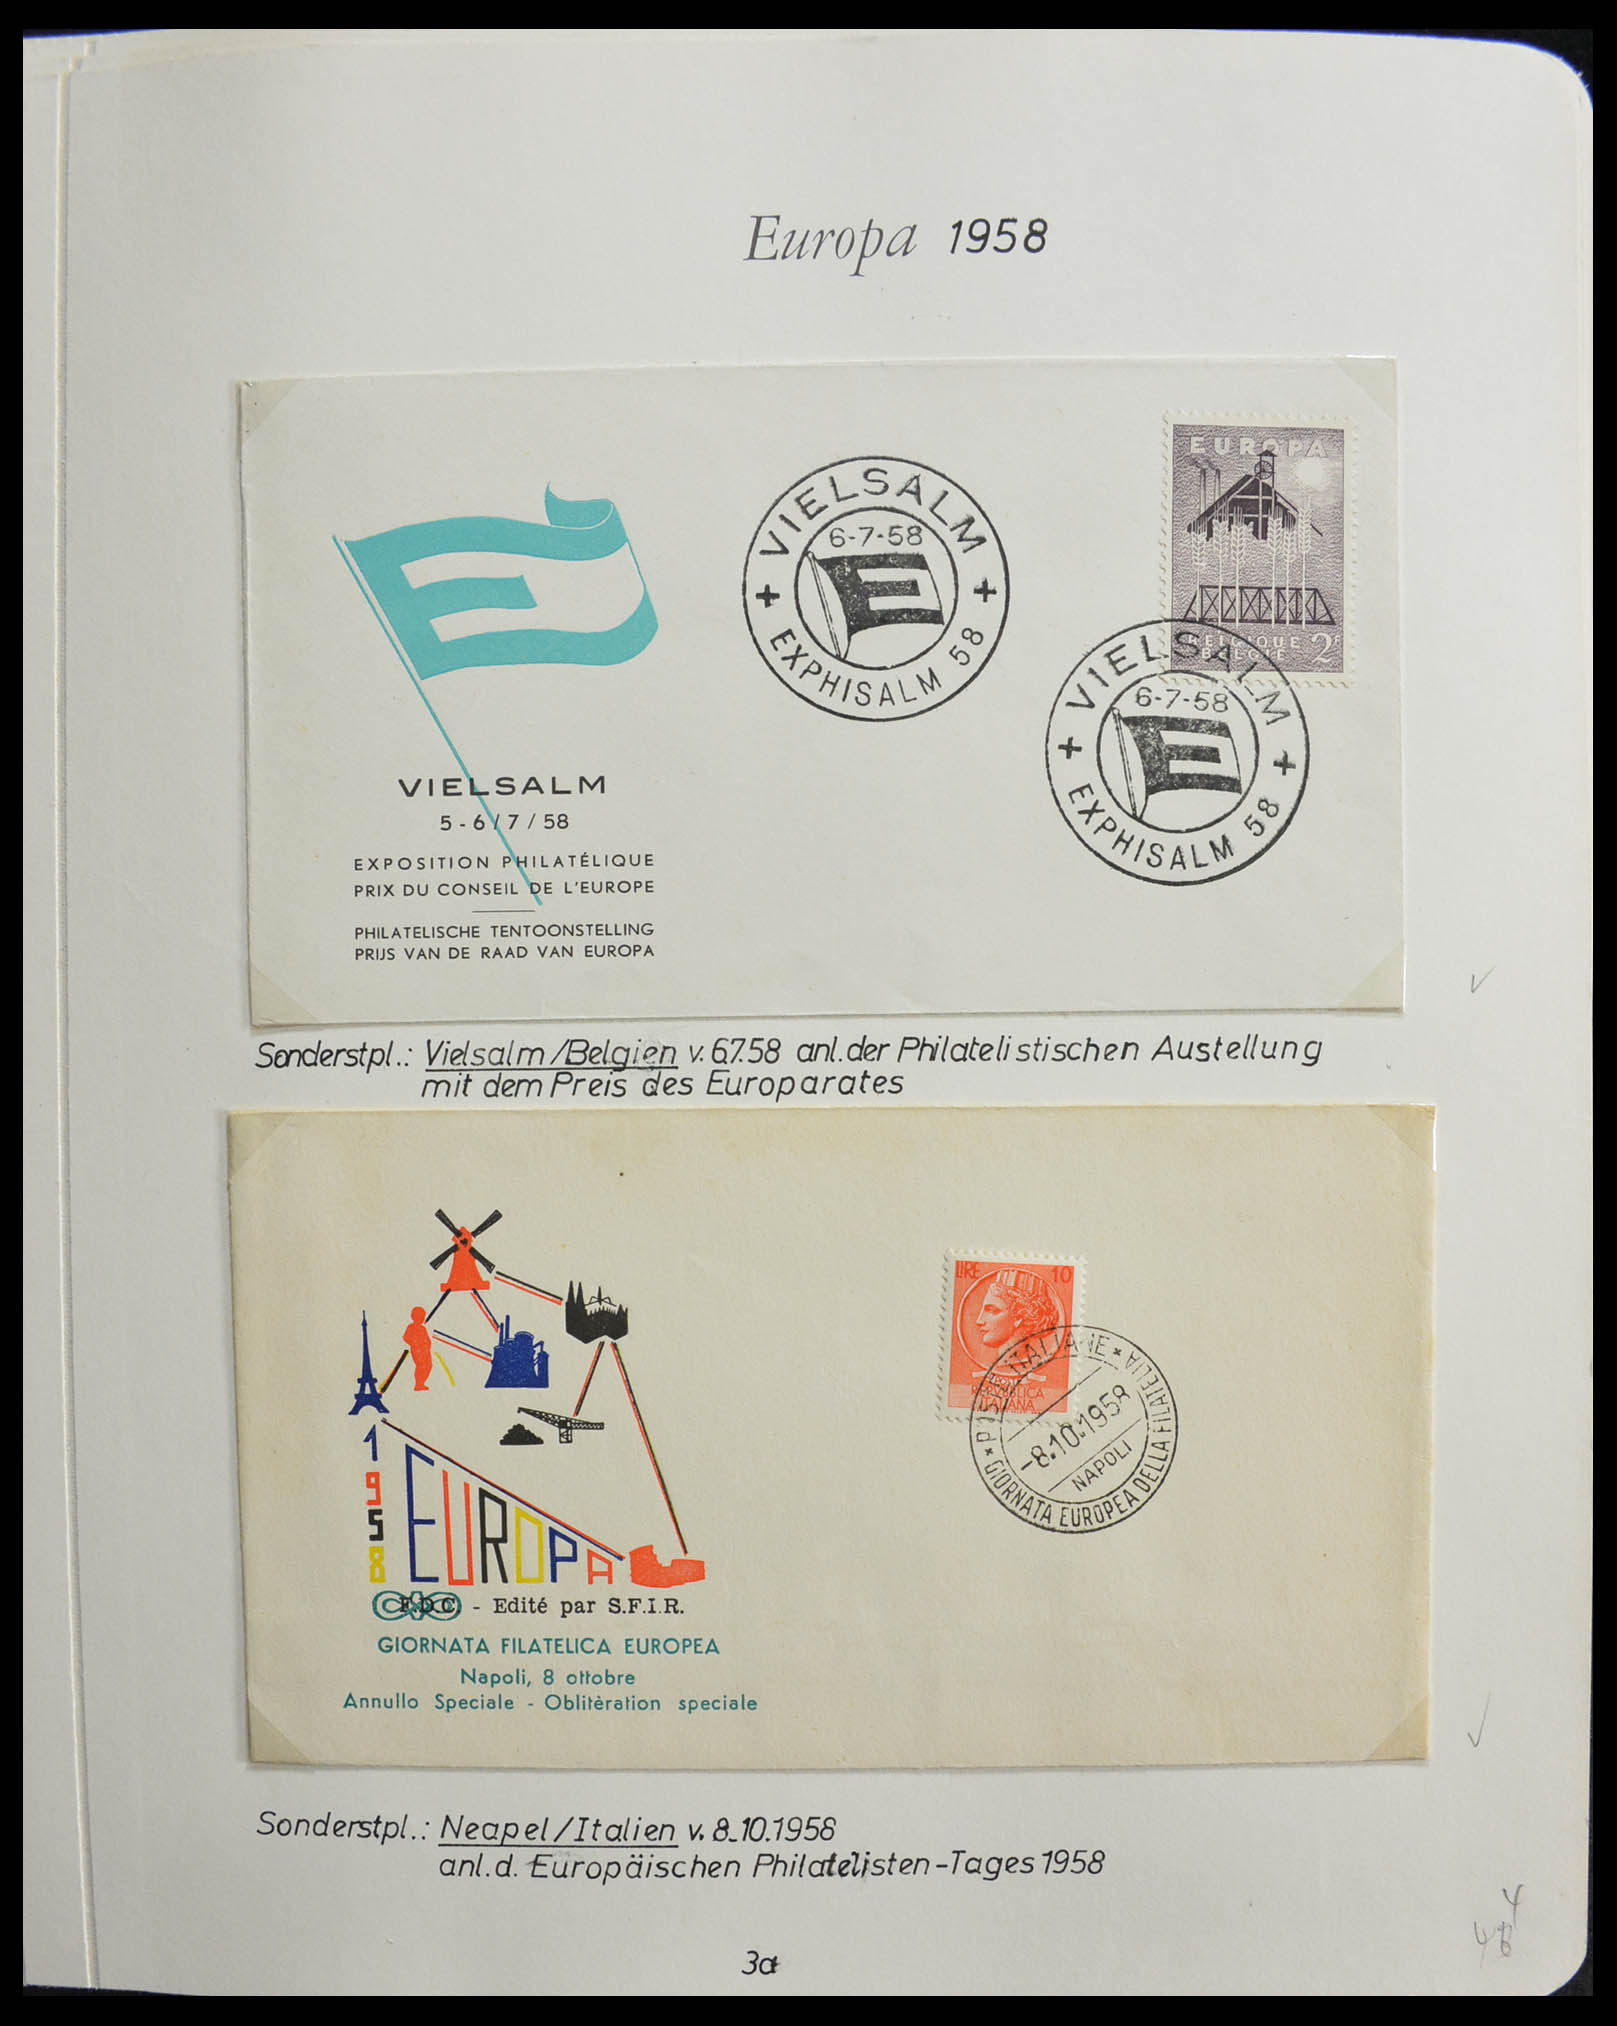 Europa 1958
EUROPA
BELGIQUE 2F
BELGIË
VIELSALM
6-7-58
EXPHISALM 58
VIELSALM
6-7-58
EXPHISALM 58
VIELSALM
5-6/7/58
EXPOSITION PHILATÉLIQUE
PRIX DU CONSEIL DE L'EUROPE
PHILATELISCHE TENTOONSTELLING
PRIJS VAN DE RAAD VAN EUROPA
Sonderstpl.: Vielsalm/Belgien v. 6.7.58 anl. der Philatelistischen Austellung
mit dem Preis des Europarates
LIRE 10
REPVBBLICA
ITALIANA
POSTE ITALIANE
-8.10.1958
NAPOLI
GIORNATA EUROPEA DELLA FILATELIA
1958
EUROPA
F.D.C. - Edité par S.F.I.R.
GIORNATA FILATELICA EUROPEA
Napoli, 8 ottobre
Annullo Speciale - Oblitèration speciale
Sonderstpl.: Neapel/Italien v. 8.10.1958
anl. d. Europäischen Philatelisten-Tages 1958
3a